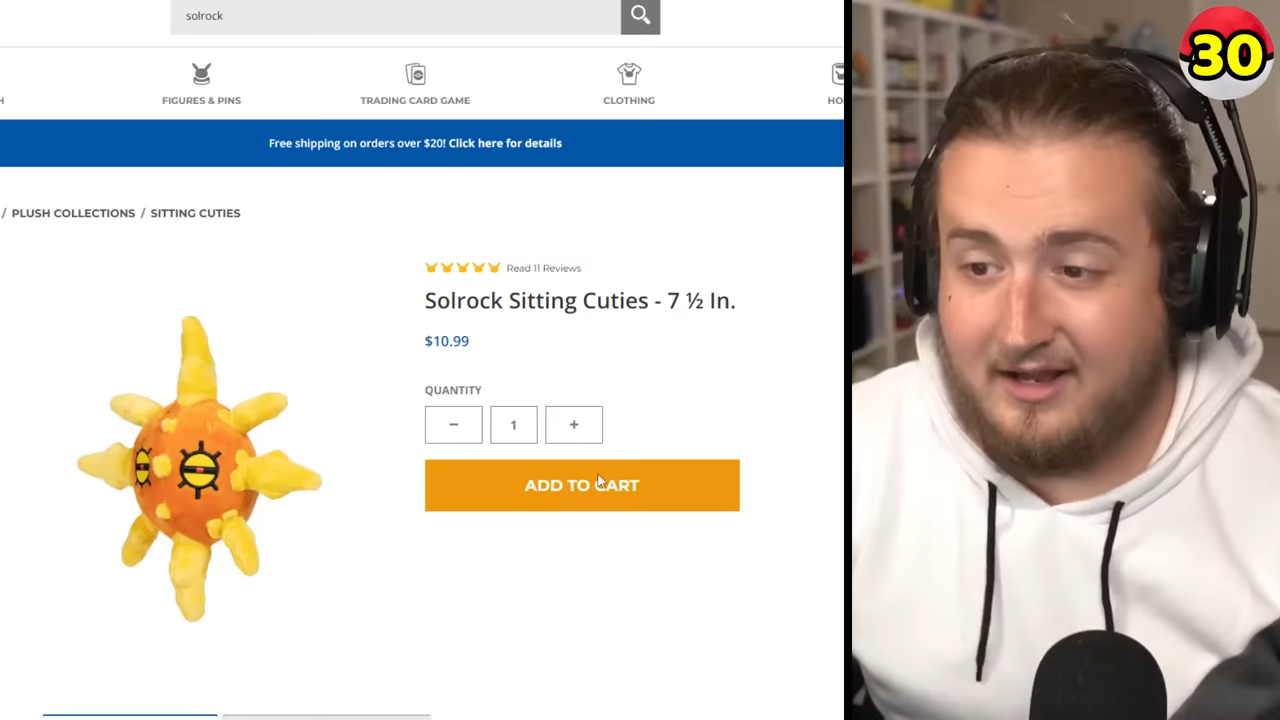 solrock
30
H
FIGURES & PINS
TRADING CARD GAME
CLOTHING
HO
Free shipping on orders over $20! Click here for details
/ PLUSH COLLECTIONS / SITTING CUTIES
Read 11 Reviews
Solrock Sitting Cuties - 7 ½ In.
$10.99
QUANTITY
− 1 +
ADD TO CART